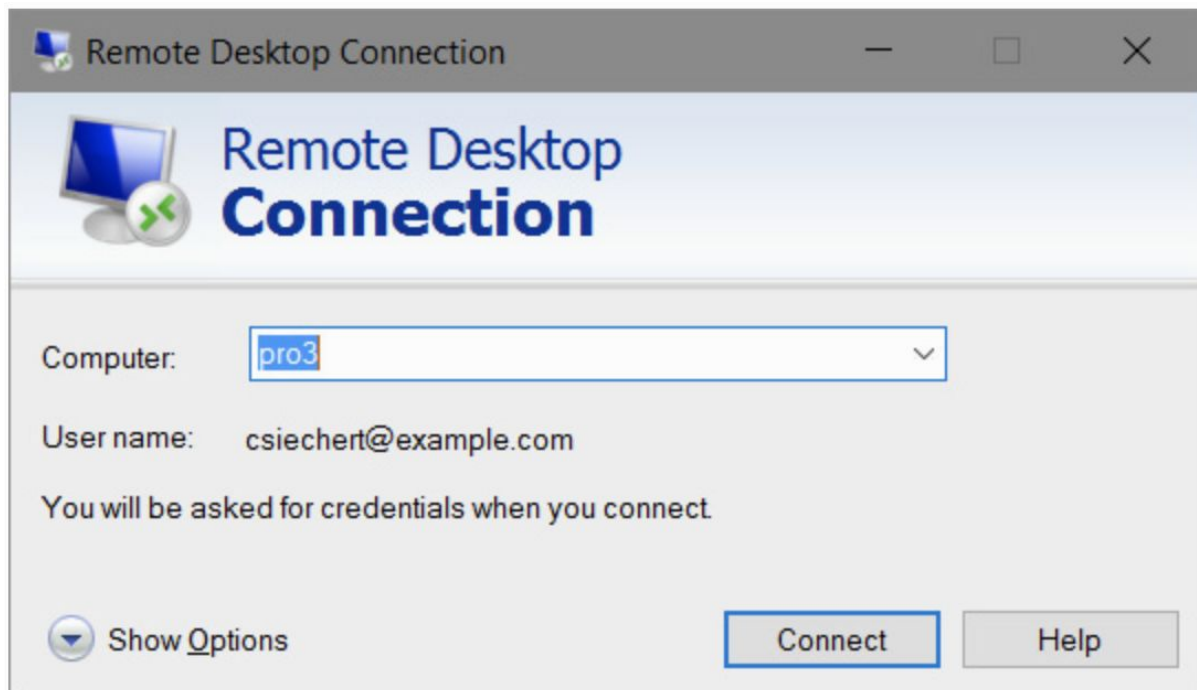 Remote Desktop Connection
Remote Desktop
Connection
Computer: pro3
User name: csiechert@example.com
You will be asked for credentials when you connect.
Show Options Connect Help